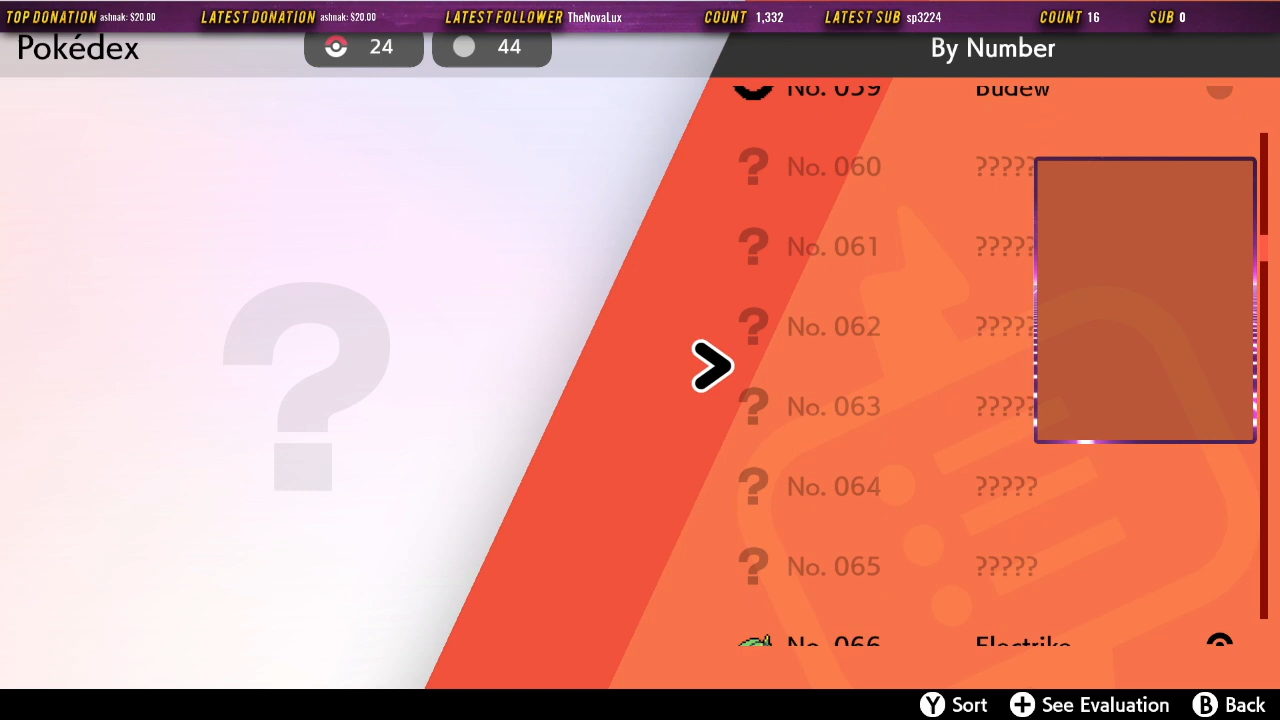 TOP DONATION ashnak: $20.00 LATEST DONATION ashnak: $20.00 LATEST FOLLOWER TheNovaLux COUNT 1,332 LATEST SUB sp3224 COUNT 16 SUB 0
Pokédex 24 44 By Number
No. 059 Budew
? No. 060 ?????
? No. 061 ?????
? No. 062 ?????
? No. 063 ?????
? No. 064 ?????
? No. 065 ?????
No. 066 Electrike
?
Y Sort + See Evaluation B Back